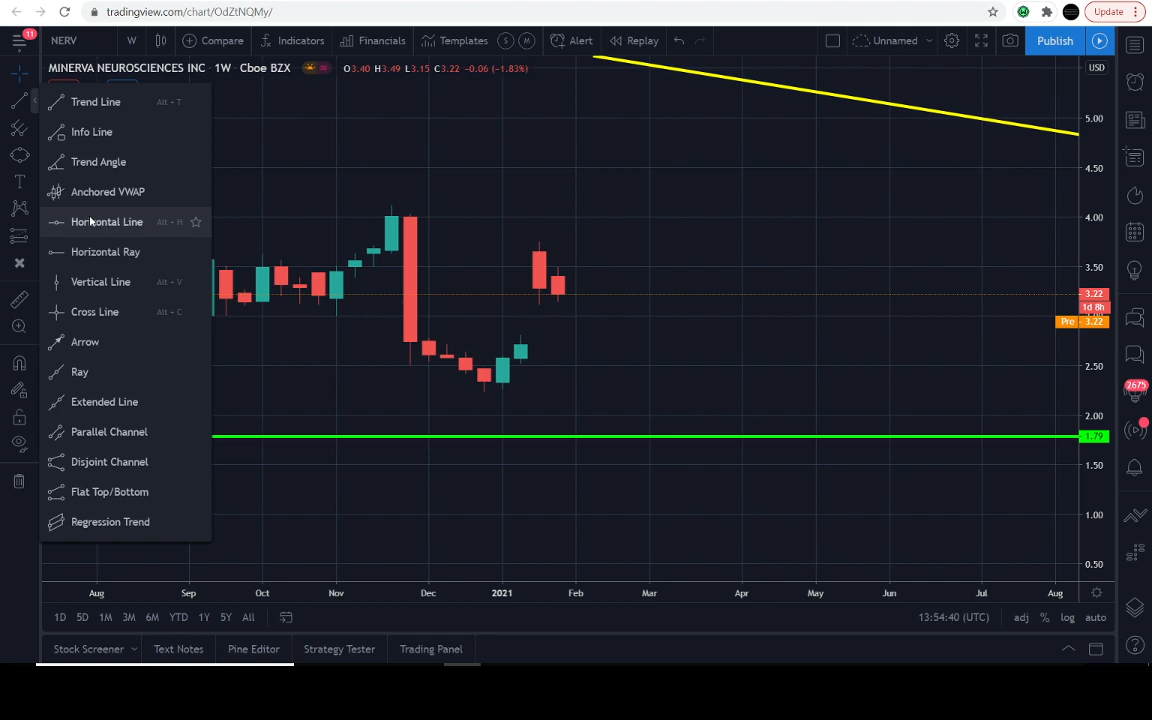 tradingview.com/chart/OdZtNQMy/
Update
11
NERV
W
Compare
Indicators
Financials
Templates
S
M
Alert
Replay
Unnamed
Publish
MINERVA NEUROSCIENCES INC · 1W · Cboe BZX
O3.40 H3.49 L3.15 C3.22 -0.06 (-1.83%)
USD
Trend Line Alt + T
Info Line
Trend Angle
Anchored VWAP
Horizontal Line Alt + H
Horizontal Ray
Vertical Line Alt + V
Cross Line Alt + C
Arrow
Ray
Extended Line
Parallel Channel
Disjoint Channel
Flat Top/Bottom
Regression Trend
5.00
4.50
4.00
3.50
3.22
1d 8h
Pre 3.22
2.50
2.00
1.79
1.50
1.00
0.50
2675
Aug Sep Oct Nov Dec 2021 Feb Mar Apr May Jun Jul Aug
1D 5D 1M 3M 6M YTD 1Y 5Y All
13:54:40 (UTC) adj % log auto
Stock Screener Text Notes Pine Editor Strategy Tester Trading Panel